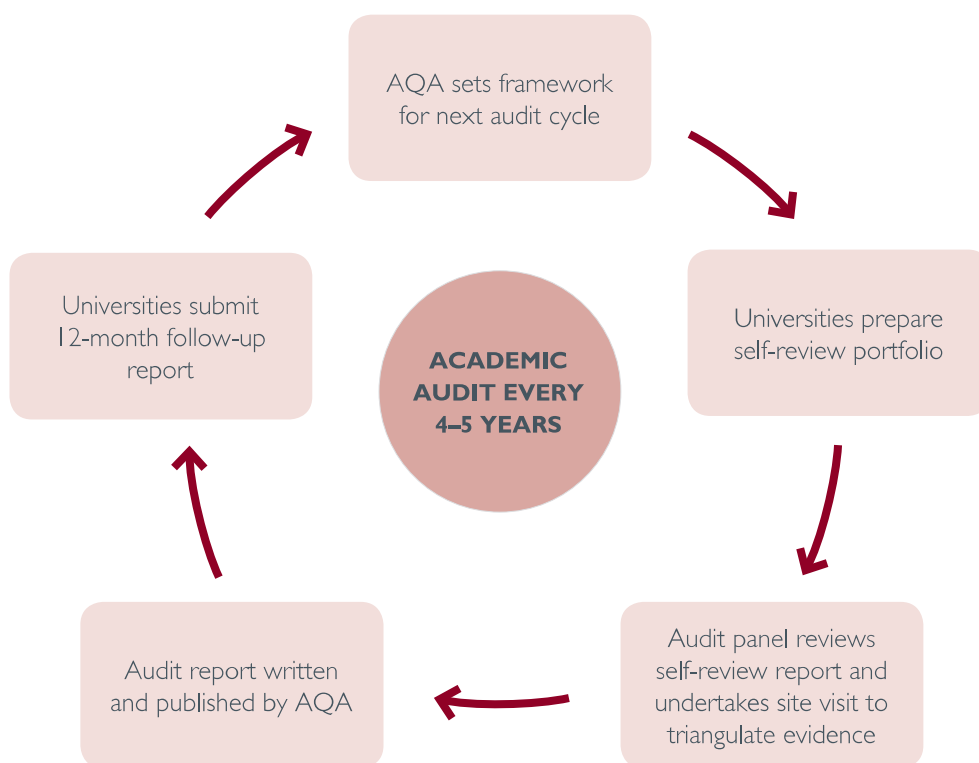 AQA sets framework
for next audit cycle
Universities prepare
self-review portfolio
Audit panel reviews
self-review report and
undertakes site visit to
triangulate evidence
Audit report written
and published by AQA
Universities submit
12-month follow-up
report
ACADEMIC
AUDIT EVERY
4–5 YEARS